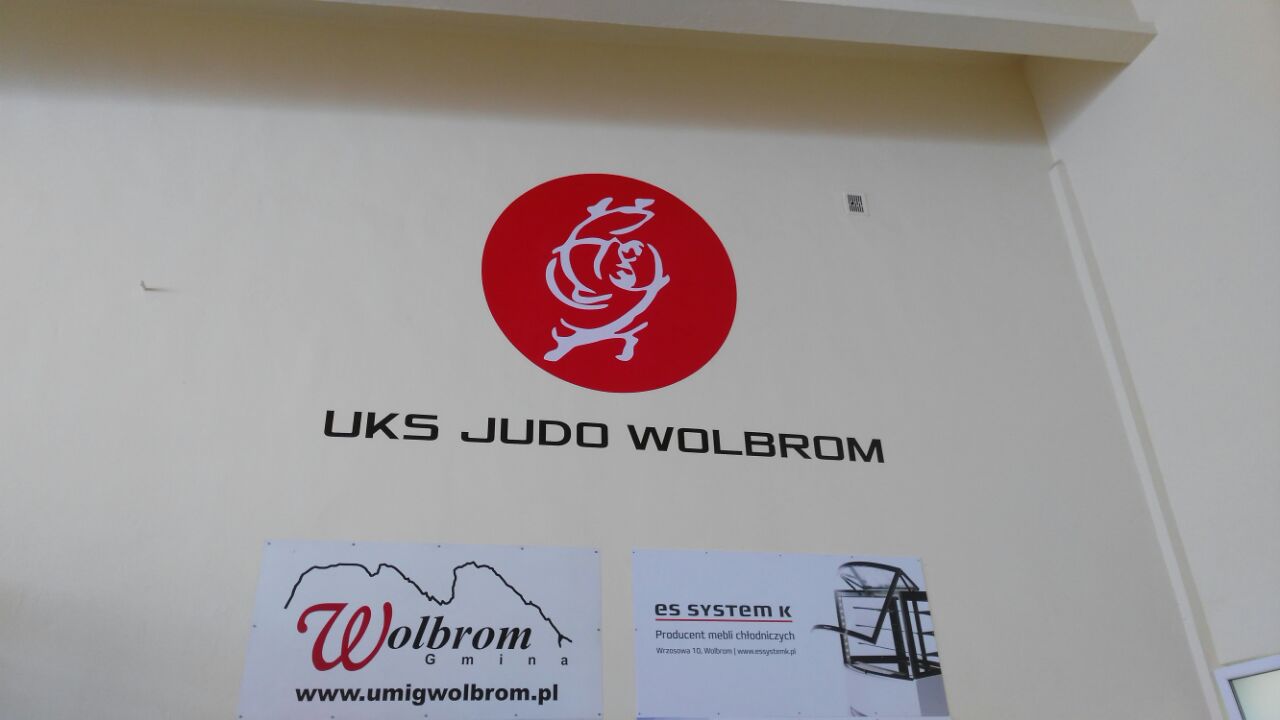 UKS JUDO WOLBROM
Wolbrom
Gmina
www.umigwolbrom.pl
ES SYSTEM K
Producent mebli chłodniczych
Wrzosowa 10, Wolbrom | www.essystemk.pl